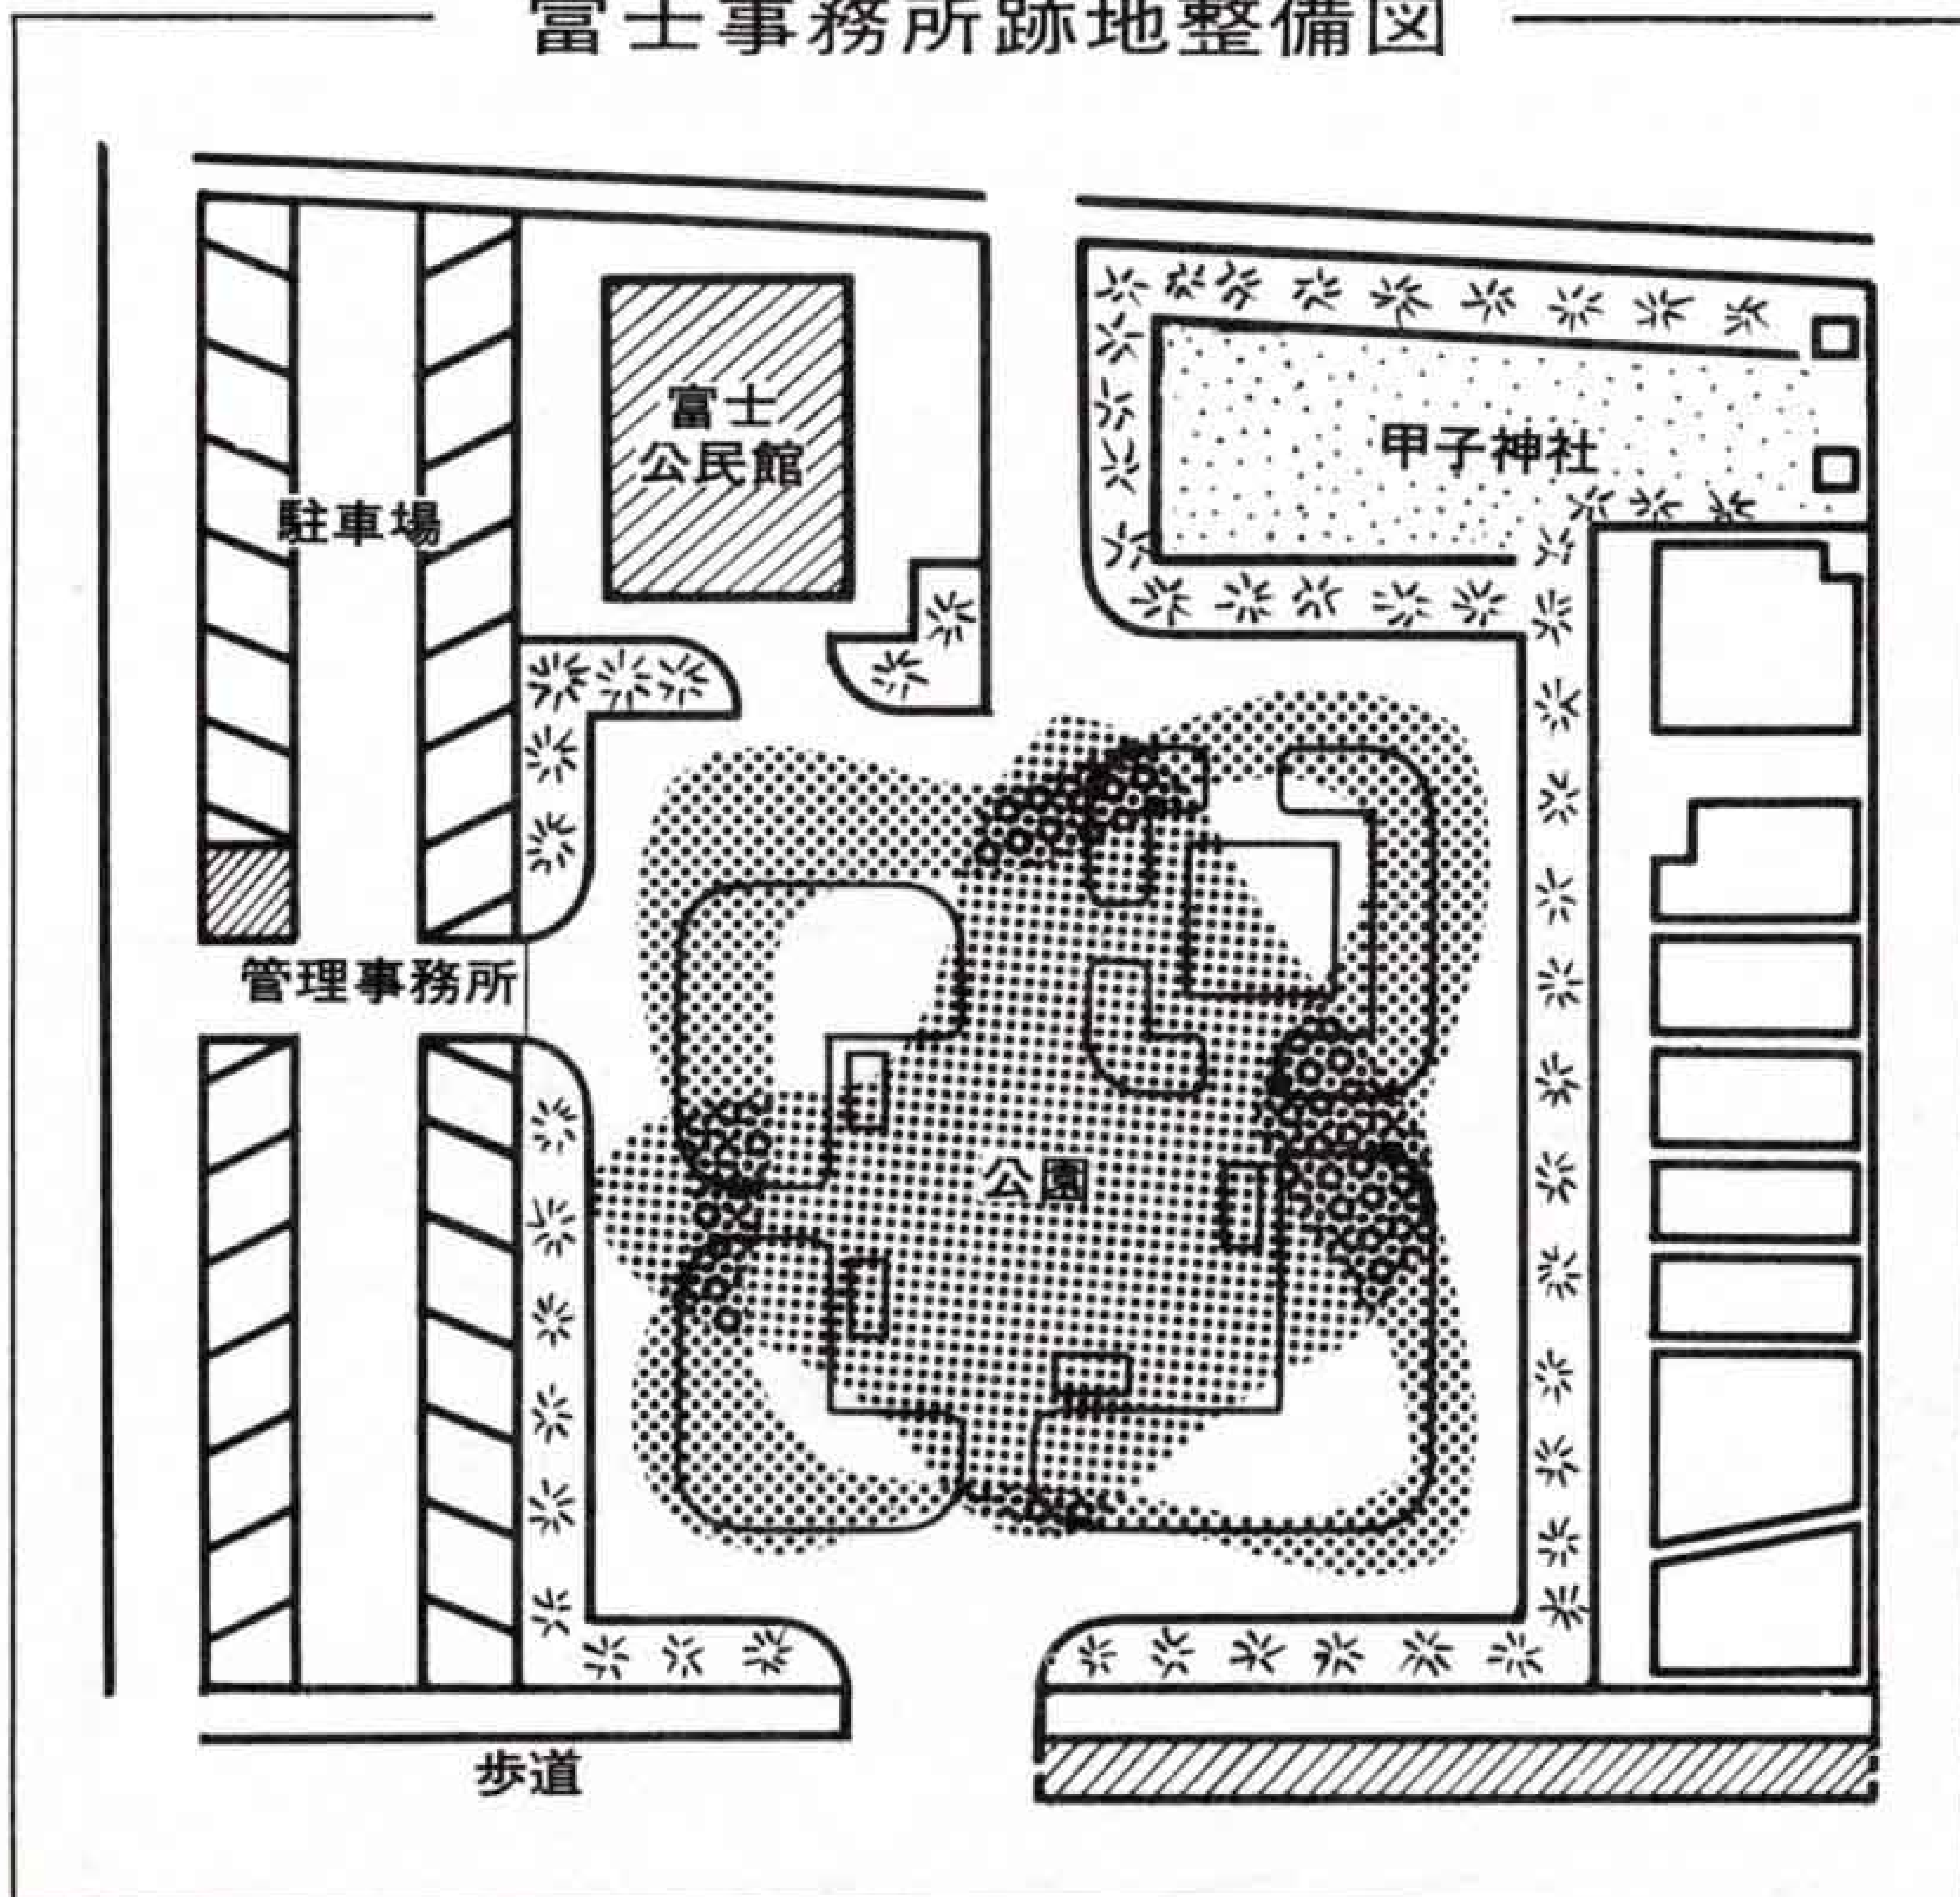 富士事務所跡地整備図
富士
公民館
甲子神社
駐車場
管理事務所
公園
歩道